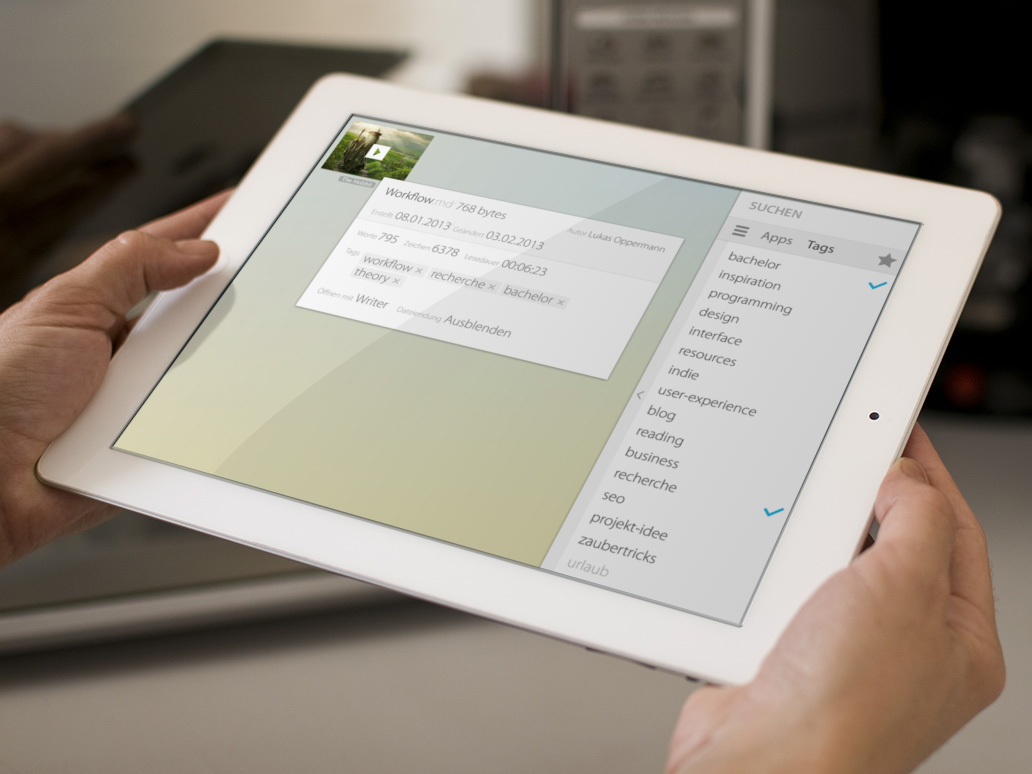 The Hobbit
Workflow.md 768 bytes
Autor Lukas Oppermann
Erstellt 08.01.2013 Geändert 03.02.2013
Worte 795 Zeichen 6378 Lesedauer 00:06:23
Tags workflow × recherche × bachelor ×
theory ×
Öffnen mit Writer Dateiendung Ausblenden
SUCHEN
Apps Tags
bachelor
inspiration
programming
design
interface
resources
indie
user-experience
blog
reading
business
recherche
seo
projekt-idee
zaubertricks
urlaub